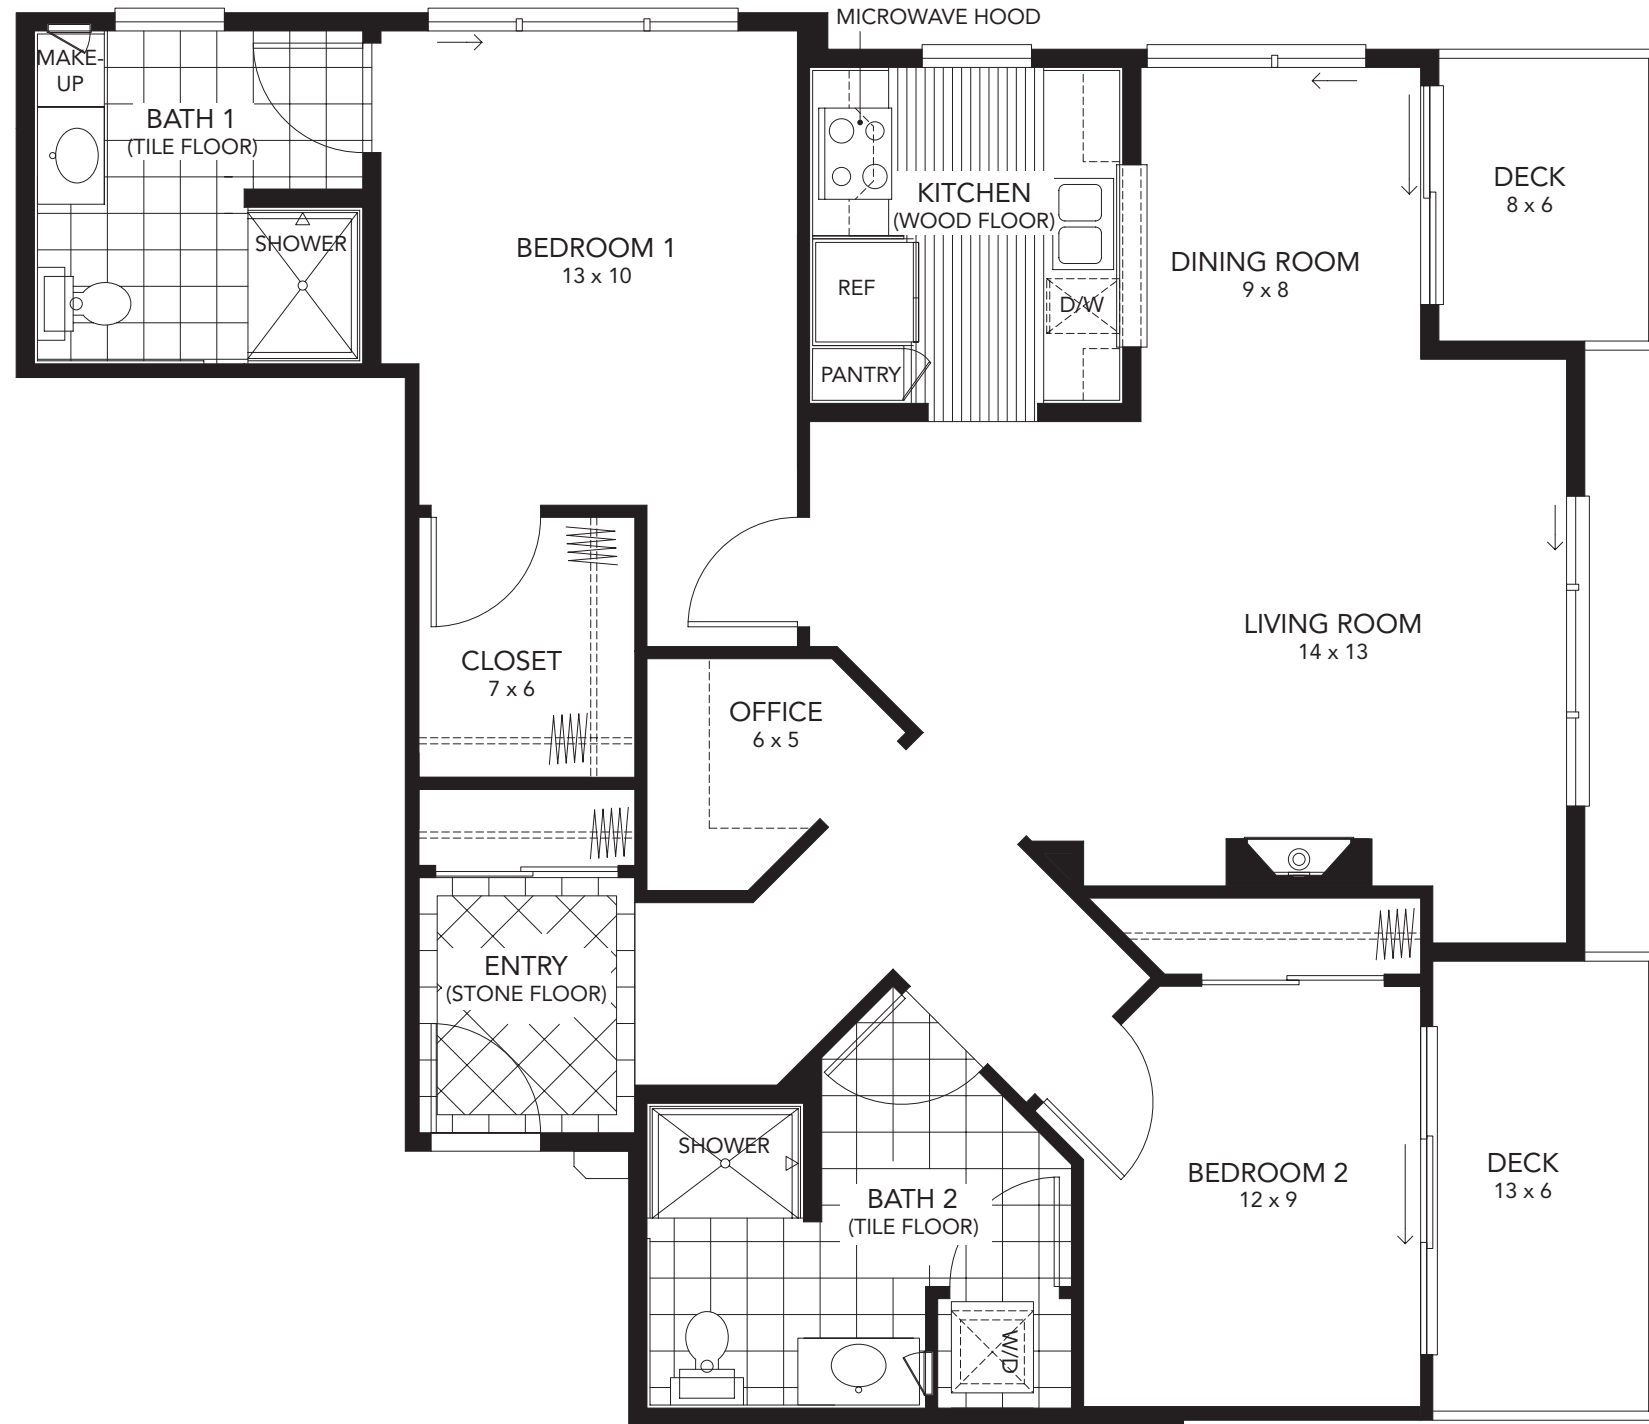 MICROWAVE HOOD
MAKE-
UP
BATH 1
(TILE FLOOR)
SHOWER
BEDROOM 1
13 x 10
KITCHEN
(WOOD FLOOR)
REF
D/W
PANTRY
DINING ROOM
9 x 8
DECK
8 x 6
LIVING ROOM
14 x 13
CLOSET
7 x 6
OFFICE
6 x 5
ENTRY
(STONE FLOOR)
SHOWER
BATH 2
(TILE FLOOR)
W/D
BEDROOM 2
12 x 9
DECK
13 x 6